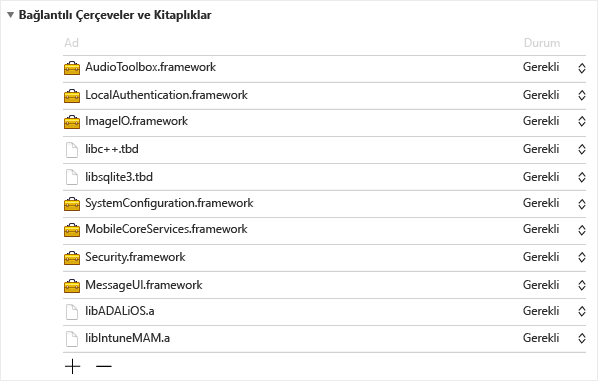 Bağlantılı Çerçeveler ve Kitaplıklar
Ad Durum
AudioToolbox.framework Gerekli
LocalAuthentication.framework Gerekli
ImageIO.framework Gerekli
libc++.tbd Gerekli
libsqlite3.tbd Gerekli
SystemConfiguration.framework Gerekli
MobileCoreServices.framework Gerekli
Security.framework Gerekli
MessageUI.framework Gerekli
libADALiOS.a Gerekli
libIntuneMAM.a Gerekli